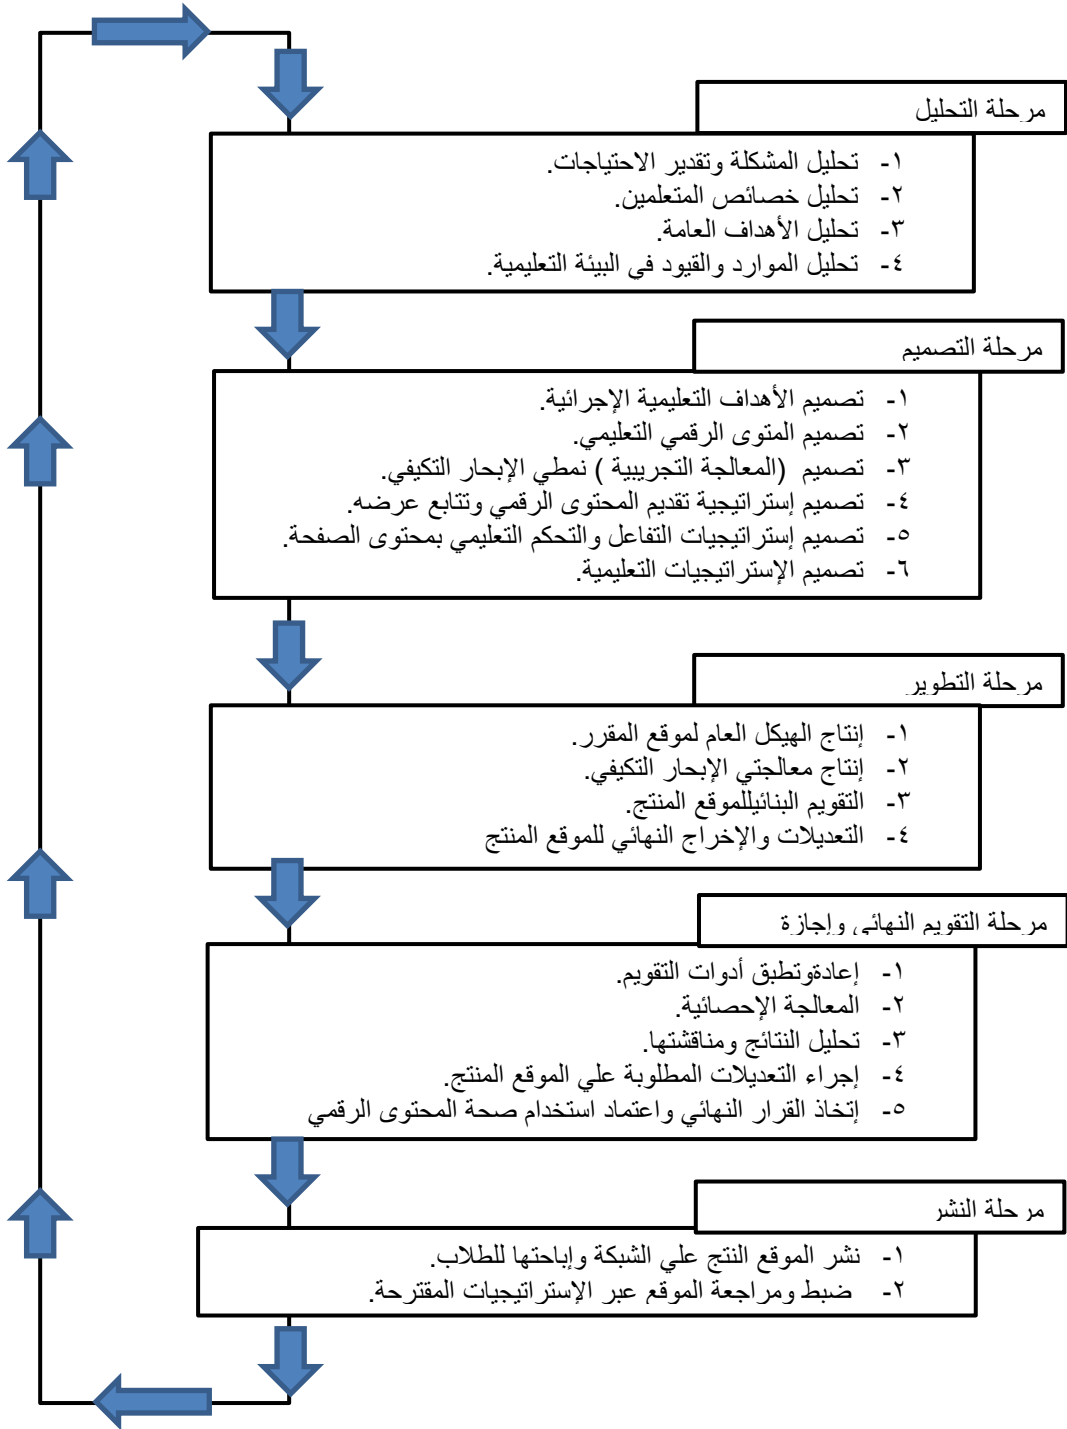 مرحلة التحليل
١- تحليل المشكلة وتقدير الاحتياجات.
٢- تحليل خصائص المتعلمين.
٣- تحليل الأهداف العامة.
٤- تحليل الموارد والقيود في البيئة التعليمية.
مرحلة التصميم
١- تصميم الأهداف التعليمية الإجرائية.
٢- تصميم المتوى الرقمي التعليمي.
٣- تصميم (المعالجة التجريبية ) نمطي الإبحار التكيفي.
٤- تصميم إستراتيجية تقديم المحتوى الرقمي وتتابع عرضه.
٥- تصميم إستراتيجيات التفاعل والتحكم التعليمي بمحتوى الصفحة.
٦- تصميم الإستراتيجيات التعليمية.
مرحلة التطوير
١- إنتاج الهيكل العام لموقع المقرر.
٢- إنتاج معالجتي الإبحار التكيفي.
٣- التقويم البنائيللموقع المنتج.
٤- التعديلات والإخراج النهائي للموقع المنتج
مرحلة التقويم النهائي وإجازة
١- إعادةوتطبق أدوات التقويم.
٢- المعالجة الإحصائية.
٣- تحليل النتائج ومناقشتها.
٤- إجراء التعديلات المطلوبة علي الموقع المنتج.
٥- إتخاذ القرار النهائي واعتماد استخدام صحة المحتوى الرقمي
مرحلة النشر
١- نشر الموقع النتج علي الشبكة وإباحتها للطلاب.
٢- ضبط ومراجعة الموقع عبر الإستراتيجيات المقترحة.